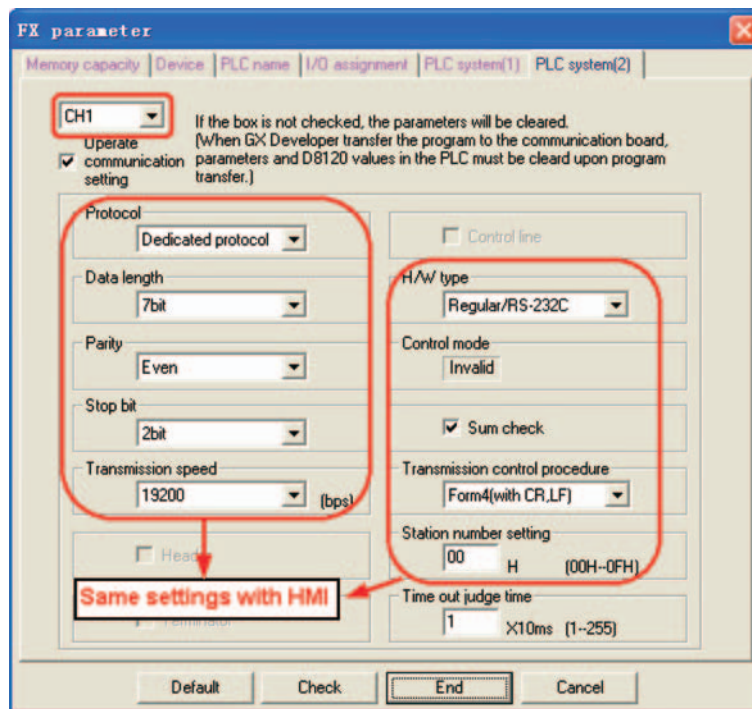 FX parameter
Memory capacity Device PLC name I/O assignment PLC system(1) PLC system(2)
CH1
If the box is not checked, the parameters will be cleared.
(When GX Developer transfer the program to the communication board,
parameters and D8120 values in the PLC must be cleard upon program
transfer.)
Operate
communication
setting
Protocol
Dedicated protocol
Control line
Data length
7bit
H/W type
Regular/RS-232C
Parity
Even
Control mode
Invalid
Stop bit
2bit
Sum check
Transmission speed
19200 (bps)
Transmission control procedure
Form4(with CR,LF)
Station number setting
00 H (00H--0FH)
Same settings with HMI
Time out judge time
1 X10ms (1--255)
Default Check End Cancel